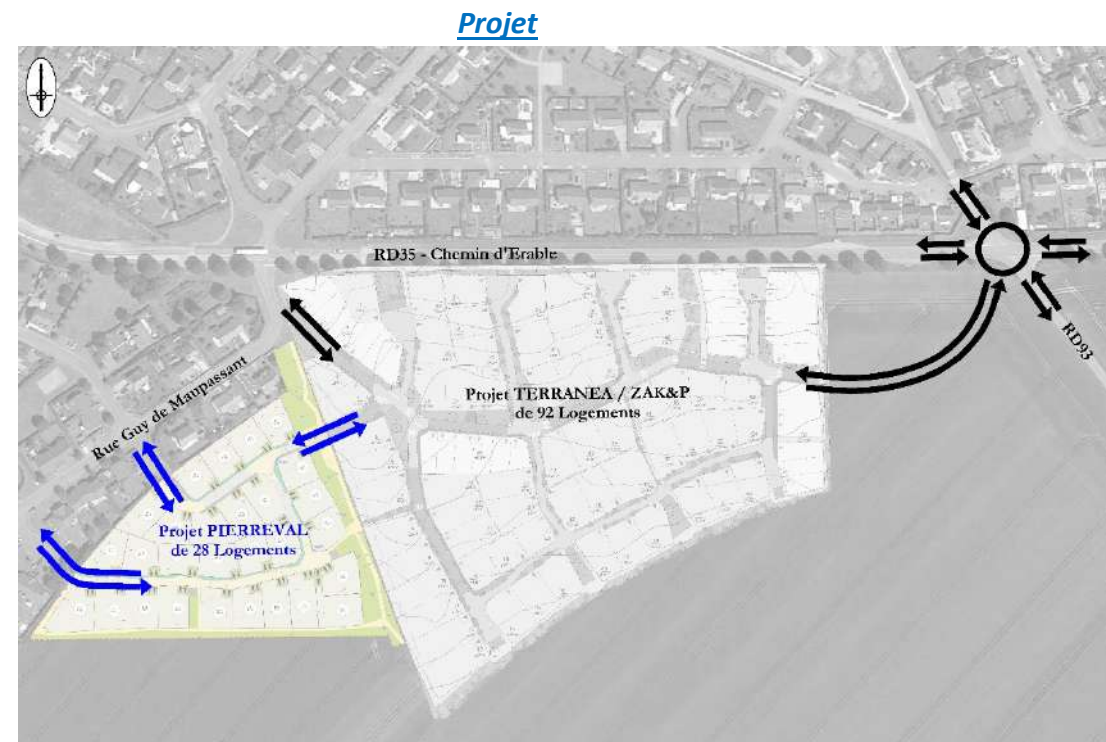 Projet
RD35 - Chemin d'Erable
RD93
Projet TERRANEA / ZAK&P
de 92 Logements
Rue Guy de Maupassant
Projet PIERREVAL
de 28 Logements